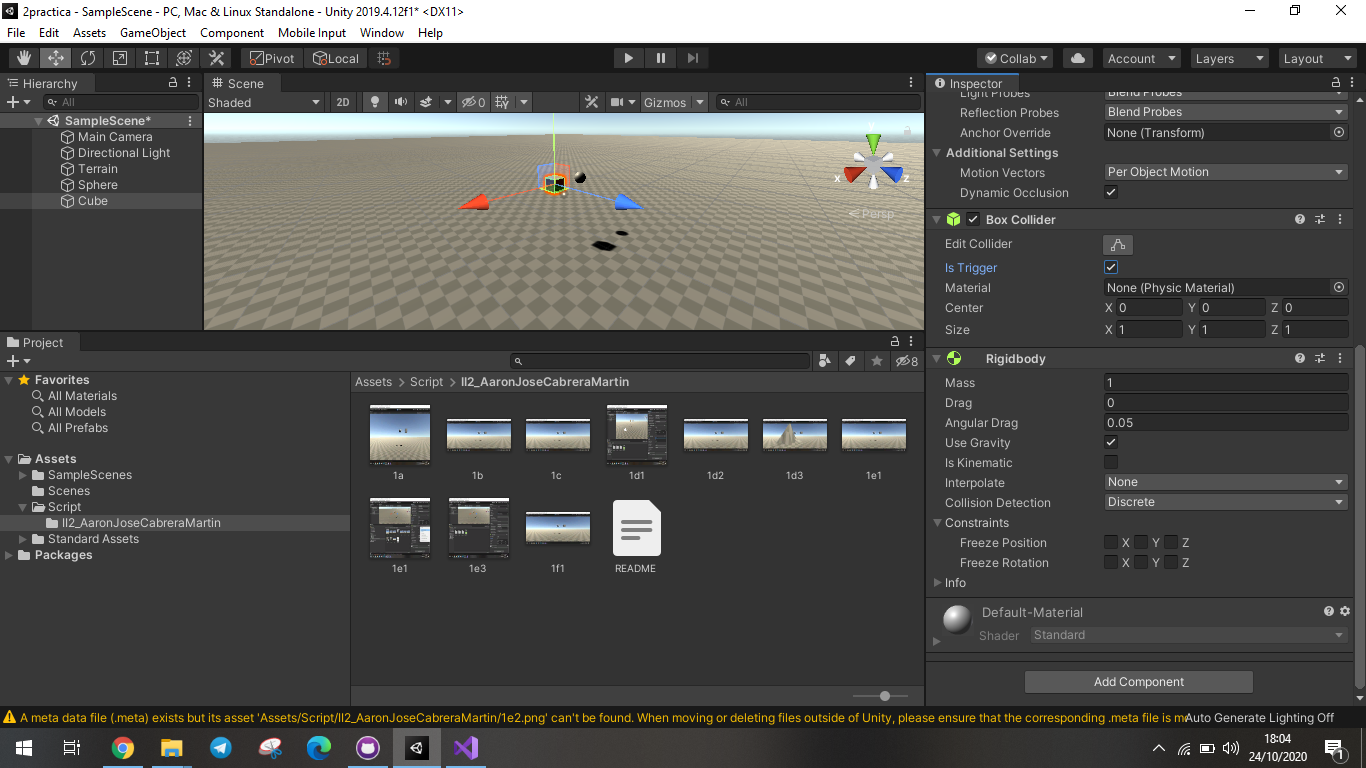 2practica - SampleScene - PC, Mac & Linux Standalone - Unity 2019.4.12f1* <DX11>
File Edit Assets GameObject Component Mobile Input Window Help
Pivot Local Collab Account Layers Layout
Hierarchy
All
SampleScene*
Main Camera
Directional Light
Terrain
Sphere
Cube
Scene
Shaded 2D 0 Gizmos All
y
x z
Persp
Inspector
Light Probes Blend Probes
Reflection Probes Blend Probes
Anchor Override None (Transform)
Additional Settings
Motion Vectors Per Object Motion
Dynamic Occlusion
Box Collider
Edit Collider
Is Trigger
Material None (Physic Material)
Center X 0 Y 0 Z 0
Size X 1 Y 1 Z 1
Rigidbody
Mass 1
Drag 0
Angular Drag 0.05
Use Gravity
Is Kinematic
Interpolate None
Collision Detection Discrete
Constraints
Freeze Position X Y Z
Freeze Rotation X Y Z
Info
Default-Material
Shader Standard
Add Component
Project
8
Favorites
All Materials
All Models
All Prefabs
Assets
SampleScenes
Scenes
Script
II2_AaronJoseCabreraMartin
Standard Assets
Packages
Assets > Script > II2_AaronJoseCabreraMartin
1a 1b 1c 1d1 1d2 1d3 1e1
1e1 1e3 1f1 README
A meta data file (.meta) exists but its asset 'Assets/Script/II2_AaronJoseCabreraMartin/1e2.png' can't be found. When moving or deleting files outside of Unity, please ensure that the corresponding .meta file is m
Auto Generate Lighting Off
18:04
24/10/2020
1